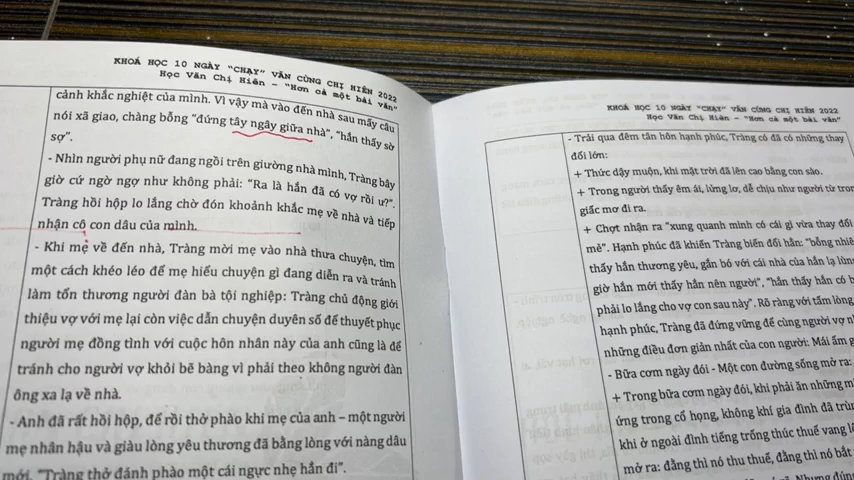 KHOÁ HỌC 10 NGÀY "CHẠY" VĂN CÙNG CHỊ HIÊN 2022
Học Văn Chị Hiên – "Hơn cả một bài văn"
cảnh khắc nghiệt của mình. Vì vậy mà vào đến nhà sau mấy câu
nói xã giao, chàng bỗng "đứng tây ngây giữa nhà", "hắn thấy sờ
sợ".
- Nhìn người phụ nữ đang ngồi trên giường nhà mình, Tràng bây
giờ cứ ngờ ngợ như không phải: "Ra là hắn đã có vợ rồi ư?".
Tràng hồi hộp lo lắng chờ đón khoảnh khắc mẹ về nhà và tiếp
nhận cô con dâu của mình.
- Khi mẹ về đến nhà, Tràng mời mẹ vào nhà thưa chuyện, tìm
một cách khéo léo để mẹ hiểu chuyện gì đang diễn ra và tránh
làm tổn thương người đàn bà tội nghiệp: Tràng chủ động giới
thiệu vợ với mẹ lại còn việc dẫn chuyện duyên số để thuyết phục
người mẹ đồng tình với cuộc hôn nhân này của anh cũng là để
tránh cho người vợ khỏi bẽ bàng vì phải theo không người đàn
ông xa lạ về nhà.
- Anh đã rất hồi hộp, để rồi thở phào khi mẹ của anh – một người
mẹ nhân hậu và giàu lòng yêu thương đã bằng lòng với nàng dâu
mới. "Tràng thở đánh phào một cái ngực nhẹ hẳn đi".
KHOÁ HỌC 10 NGÀY "CHẠY" VĂN CÙNG CHỊ HIÊN 2022
Học Văn Chị Hiên – "Hơn cả một bài văn"
- Trải qua đêm tân hôn hạnh phúc, Tràng có đã có những thay
đổi lớn:
+ Thức dậy muộn, khi mặt trời đã lên cao bằng con sào.
+ Trong người thấy êm ái, lửng lơ, dễ chịu như người từ tron
giấc mơ đi ra.
+ Chợt nhận ra "xung quanh mình có cái gì vừa thay đổi
mẻ". Hạnh phúc đã khiến Tràng biến đổi hẳn: "bỗng nhiê
thấy hắn thương yêu, gắn bó với cái nhà của hắn lạ lùn
giờ hắn mới thấy hắn nên người", "hắn thấy hắn có b
phải lo lắng cho vợ con sau này". Rõ ràng với tấm lòng
hạnh phúc, Tràng đã đứng vững để cùng người vợ nh
những điều đơn giản nhất của con người: Mái ấm g
- Bữa cơm ngày đói - Một con đường sống mở ra:
+ Trong bữa cơm ngày đói, khi phải ăn những m
ứng trong cổ họng, không khí gia đình đã trùn
khi ở ngoài đình tiếng trống thúc thuế vang l
mở ra: đằng thì nó thu thuế, đằng thì nó bắt